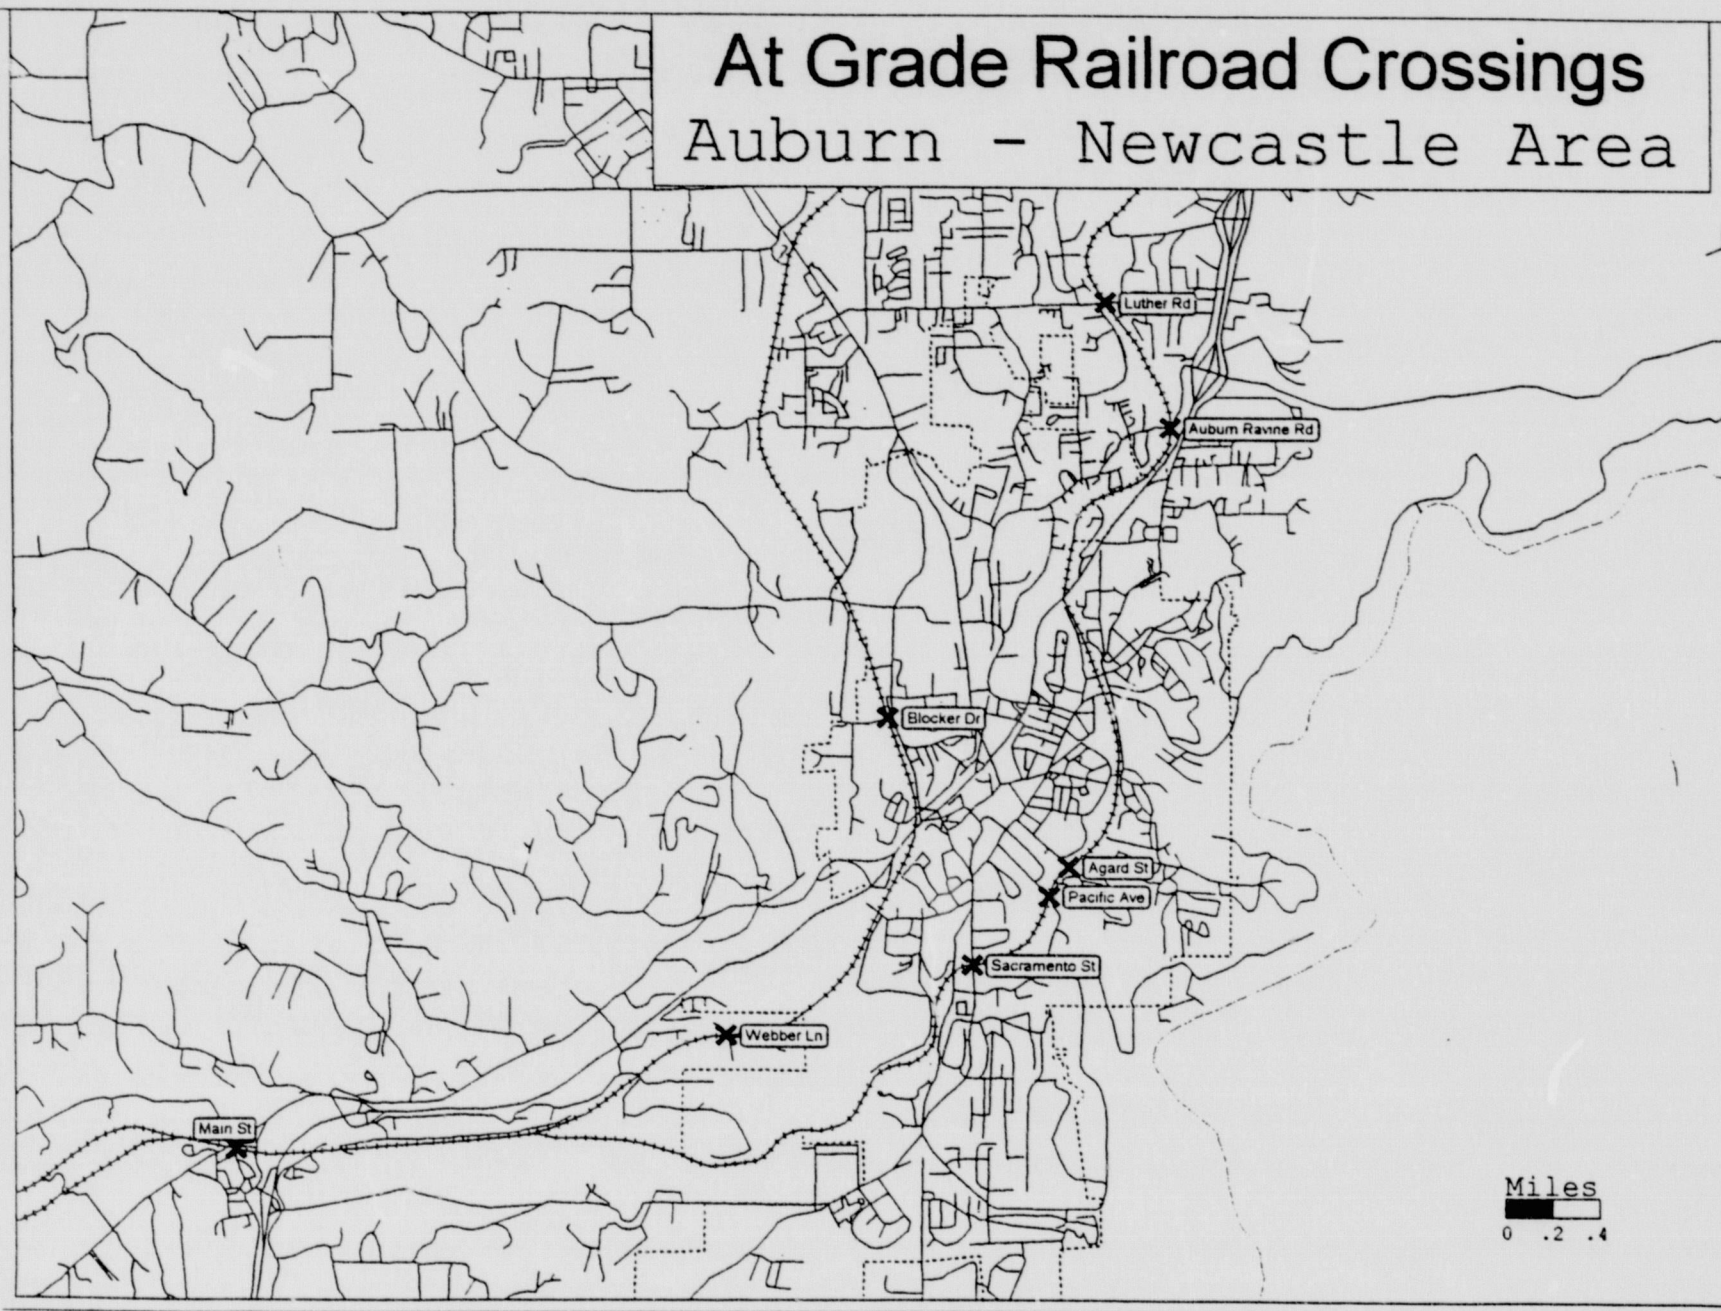 At Grade Railroad Crossings
Auburn - Newcastle Area
Luther Rd
Auburn Ravine Rd
Blocker Dr
Agard St
Pacific Ave
Sacramento St
Webber Ln
Main St
Miles
0 .2 .4